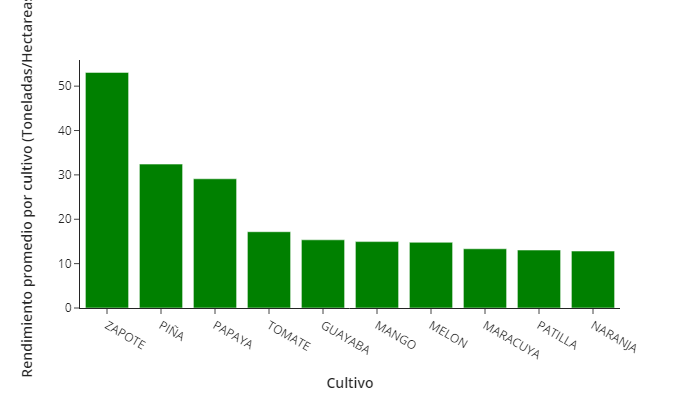 Rendimiento promedio por cultivo (Toneladas/Hectareas
50
40
30
20
10
0
ZAPOTE
PIÑA
PAPAYA
TOMATE
GUAYABA
MANGO
MELON
MARACUYA
PATILLA
NARANJA
Cultivo